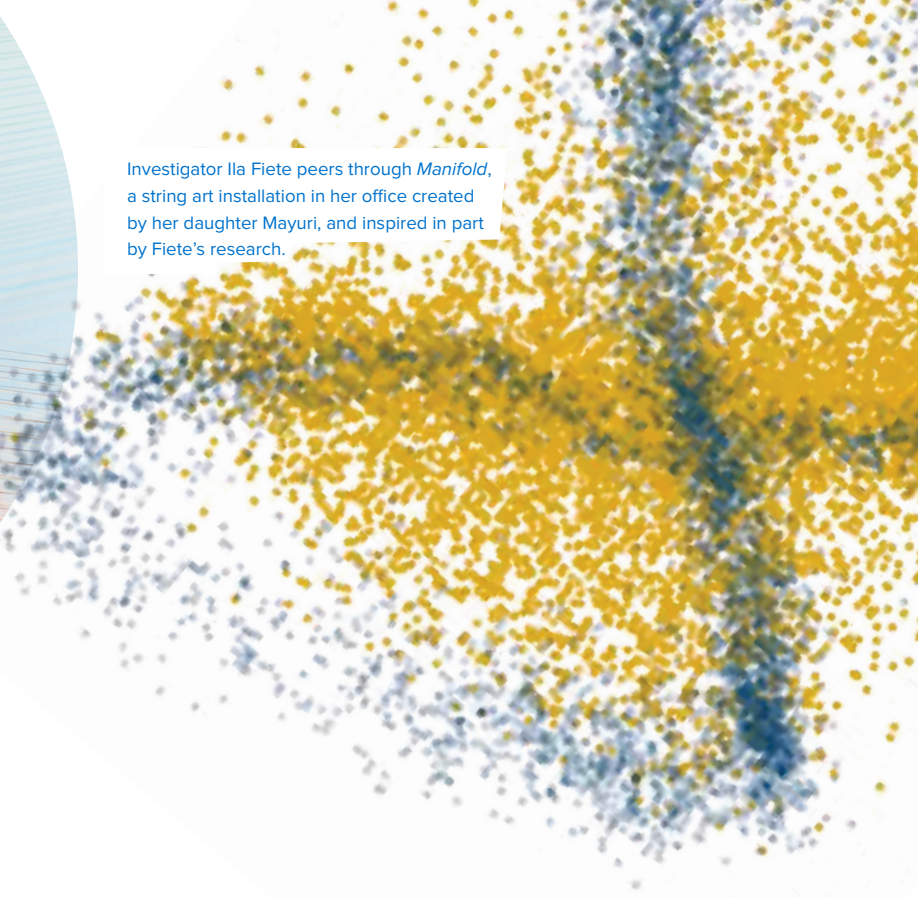 Investigator Ila Fiete peers through Manifold,
a string art installation in her office created
by her daughter Mayuri, and inspired in part
by Fiete’s research.